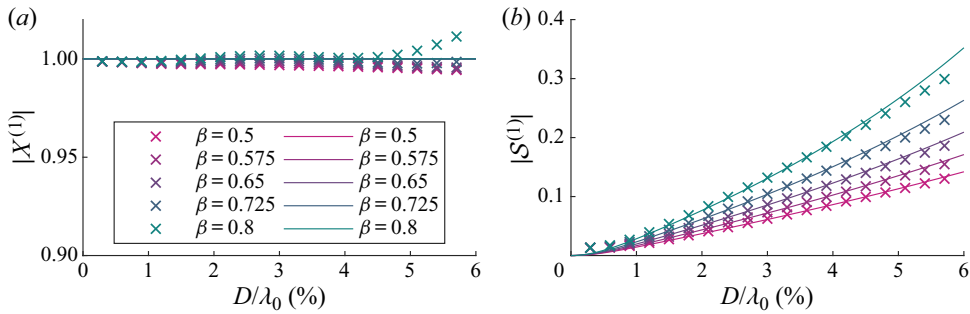 (a)
1.00
0.95
0.90
|X⁽¹⁾|
β = 0.5 β = 0.5
β = 0.575 β = 0.575
β = 0.65 β = 0.65
β = 0.725 β = 0.725
β = 0.8 β = 0.8
0 1 2 3 4 5 6
D/λ₀ (%)
(b)
0.4
0.3
0.2
0.1
|𝒮⁽¹⁾|
0 1 2 3 4 5 6
D/λ₀ (%)